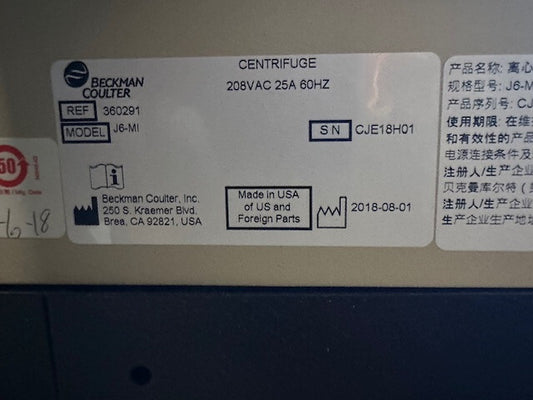 BECKMAN
COULTER
CENTRIFUGE
208VAC 25A 60HZ
REF 360291
MODEL J6-MI
SN CJE18H01
Beckman Coulter, Inc.
250 S. Kraemer Blvd.
Brea, CA 92821, USA
Made in USA
of US and
Foreign Parts
2018-08-01
产品名称: 离心
规格型号: J6-M
产品序列号: CJ
使用期限: 在维
和有效性的产品
电源连接条件及
注册人/生产企业
贝克曼库尔特（美
注册人/生产企业
生产企业生产地
50
-18